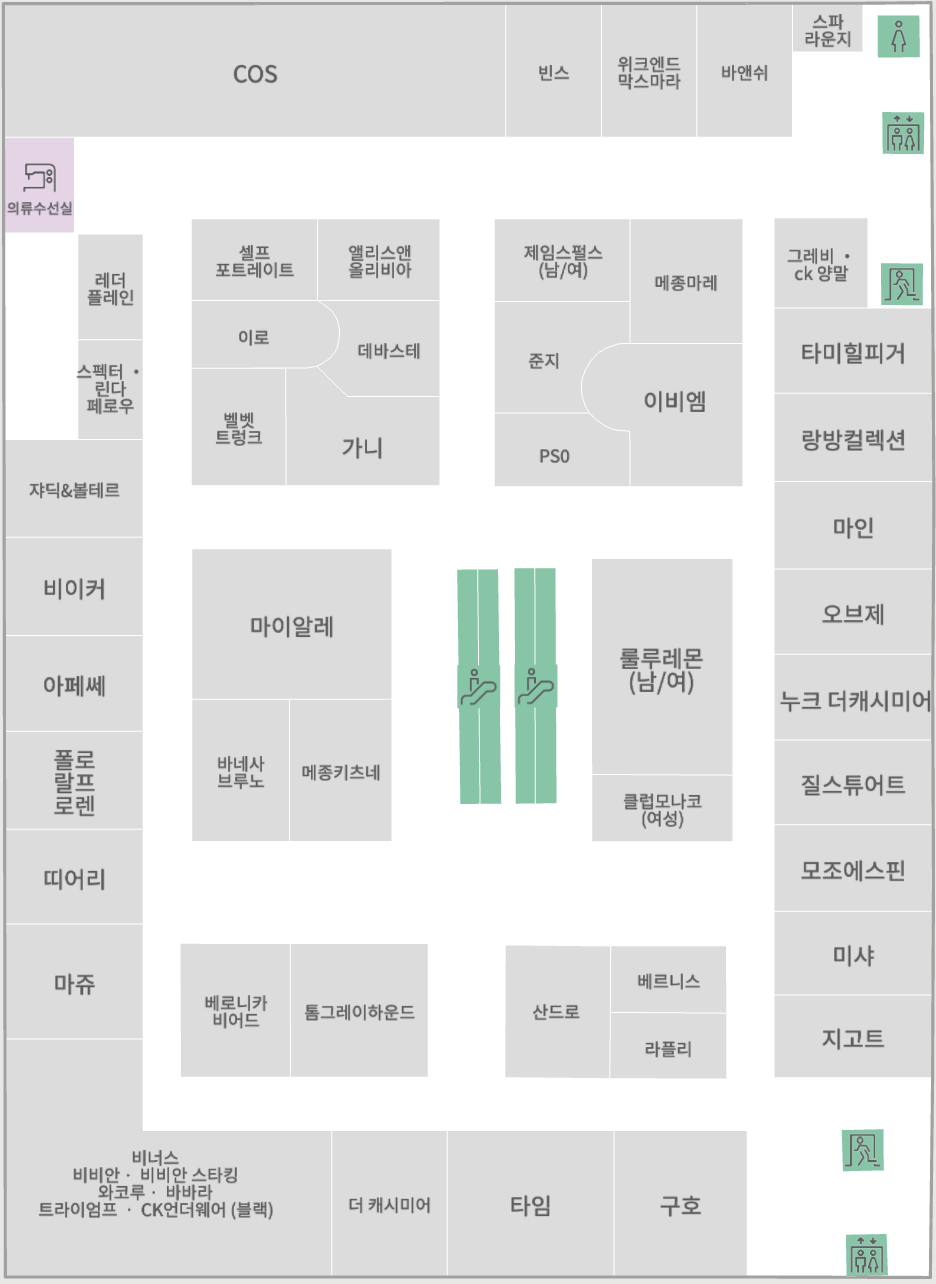 COS
빈스
위크엔드
막스마라
바앤쉬
스파
라운지
의류수선실
레더
플레인
스펙터 •
린다
페로우
셀프
포트레이트
앨리스앤
올리비아
이로
데바스테
벨벳
트렁크
가니
제임스펄스
(남/여)
메종마레
준지
이비엠
PS0
그레비 •
ck 양말
타미힐피거
랑방컬렉션
마인
오브제
누크 더캐시미어
질스튜어트
모조에스핀
미샤
지고트
쟈딕&볼테르
비이커
아페쎄
폴로
랄프
로렌
띠어리
마쥬
마이알레
바네사
브루노
메종키츠네
룰루레몬
(남/여)
클럽모나코
(여성)
베로니카
비어드
톰그레이하운드
산드로
베르니스
라플리
비너스
비비안 · 비비안 스타킹
와코루 · 바바라
트라이엄프 · CK언더웨어 (블랙)
더 캐시미어
타임
구호